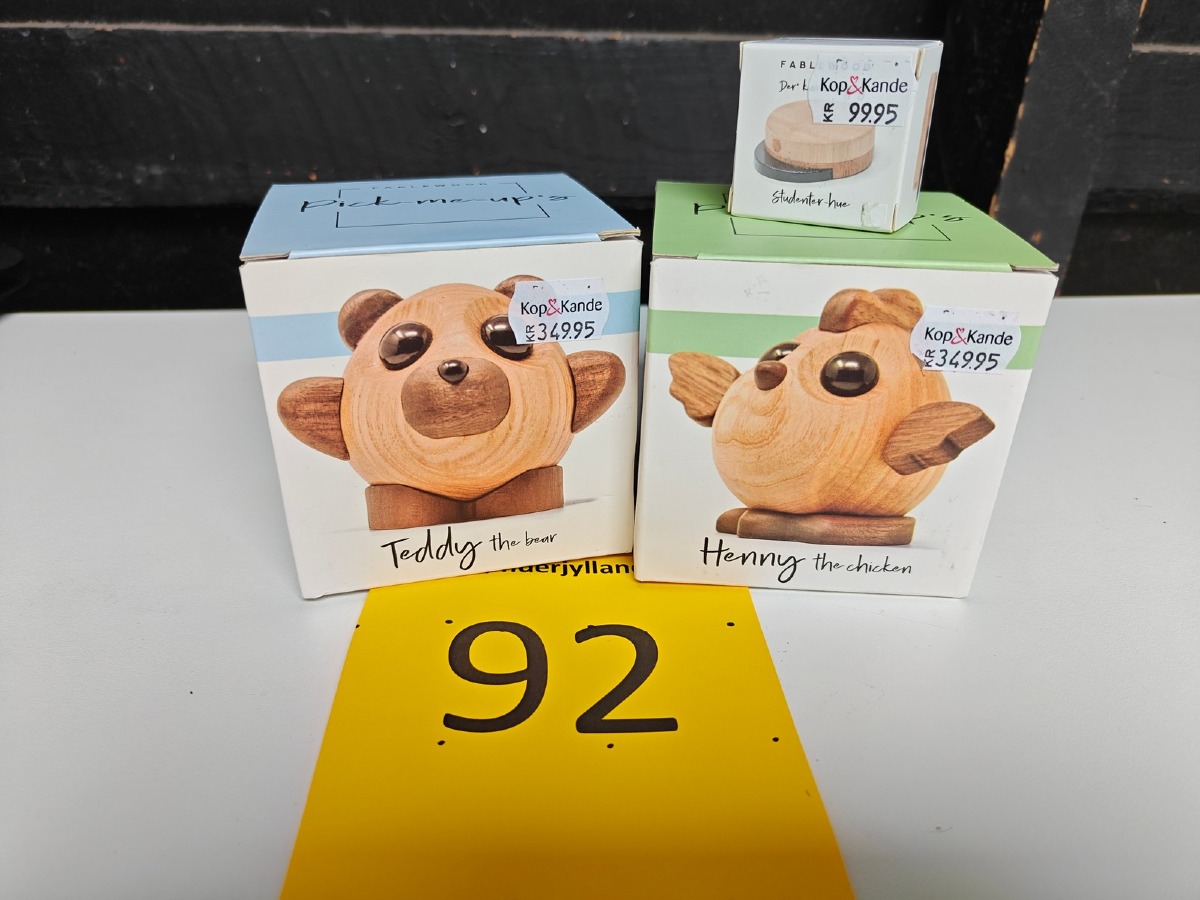 FABLEWOOD
Kop&Kande
KR 99.95
Studenter-hue
FABLEWOOD
Pick-me-up's
Kop&Kande
KR 349.95
Teddy the bear
Kop&Kande
KR 349.95
Henny the chicken
92